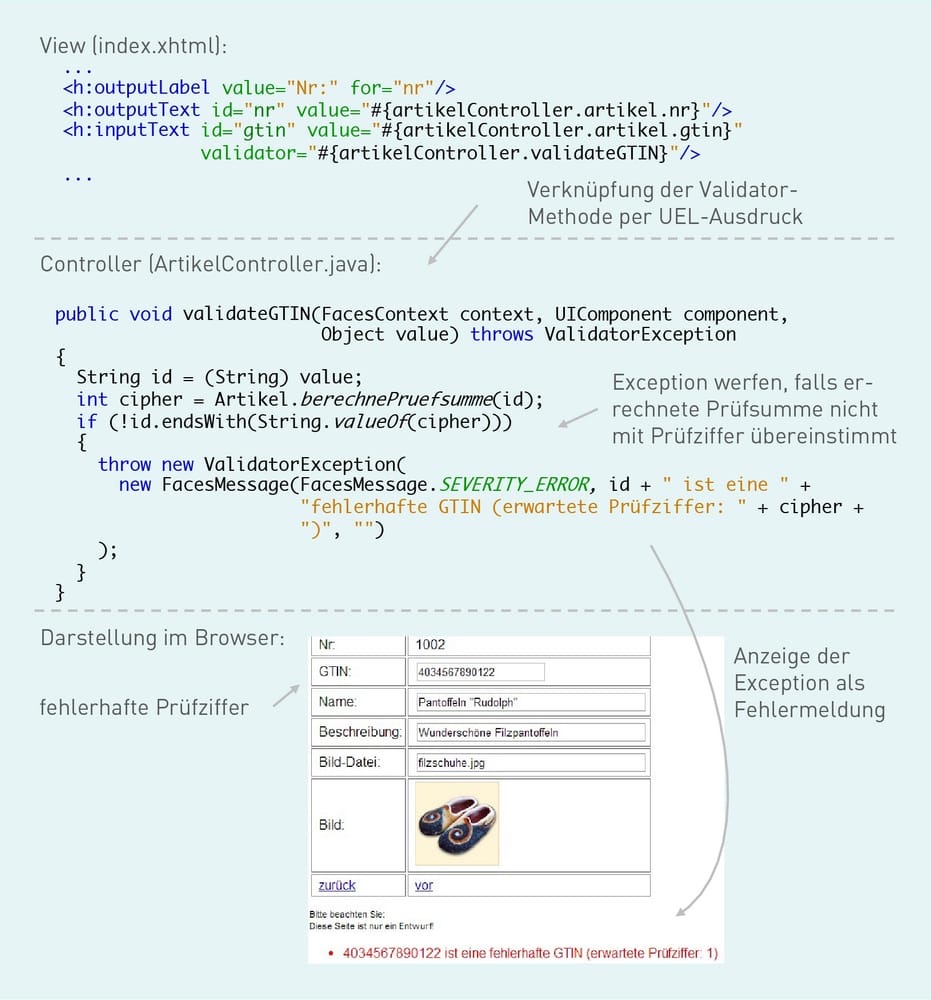 View (index.xhtml):
...
<h:outputLabel value="Nr:" for="nr"/>
<h:outputText id="nr" value="#{artikelController.artikel.nr}"/>
<h:inputText id="gtin" value="#{artikelController.artikel.gtin}"
validator="#{artikelController.validateGTIN}"/>
...
Verknüpfung der Validator-
Methode per UEL-Ausdruck
Controller (ArtikelController.java):
public void validateGTIN(FacesContext context, UIComponent component,
Object value) throws ValidatorException
{
String id = (String) value;
int cipher = Artikel.berechnePruefsumme(id);
if (!id.endsWith(String.valueOf(cipher)))
{
throw new ValidatorException(
new FacesMessage(FacesMessage.SEVERITY_ERROR, id + " ist eine " +
"fehlerhafte GTIN (erwartete Prüfziffer: " + cipher +
")", "")
);
}
}
Exception werfen, falls er-
rechnete Prüfsumme nicht
mit Prüfziffer übereinstimmt
Darstellung im Browser:
fehlerhafte Prüfziffer
Nr: 1002
GTIN: 4034567890122
Name: Pantoffeln "Rudolph"
Beschreibung: Wunderschöne Filzpantoffeln
Bild-Datei: filzschuhe.jpg
Bild:
zurück vor
Bitte beachten Sie:
Diese Seite ist nur ein Entwurf!
• 4034567890122 ist eine fehlerhafte GTIN (erwartete Prüfziffer: 1)
Anzeige der
Exception als
Fehlermeldung